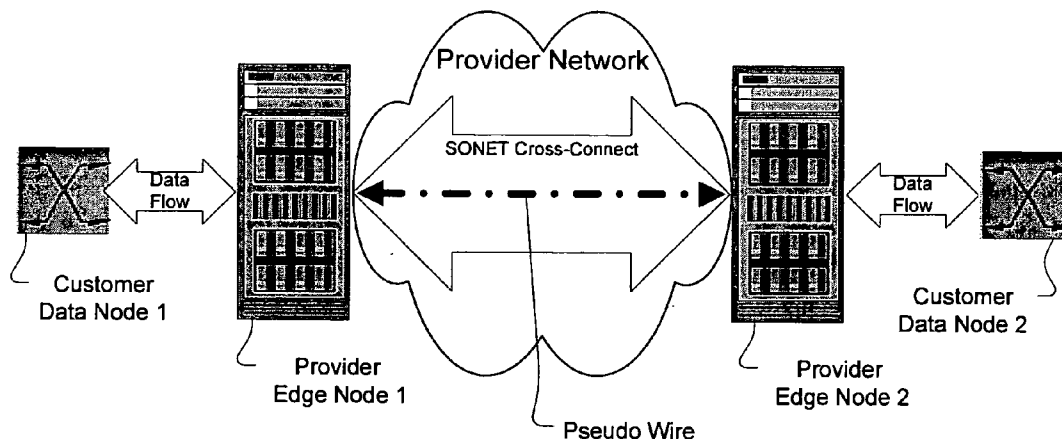 Provider Network
SONET Cross-Connect
Data
Flow
Data
Flow
Customer
Data Node 1
Customer
Data Node 2
Provider
Edge Node 1
Provider
Edge Node 2
Pseudo Wire